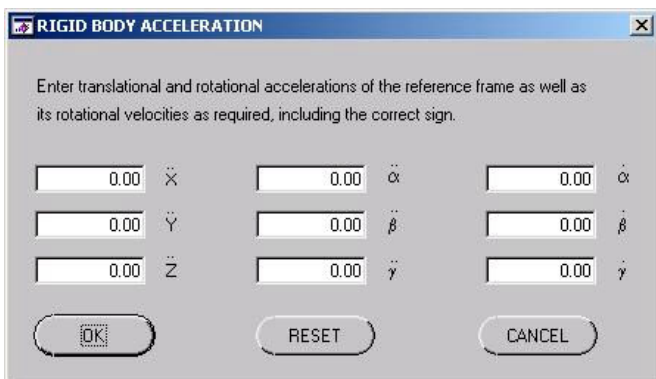 RIGID BODY ACCELERATION
Enter translational and rotational accelerations of the reference frame as well as
its rotational velocities as required, including the correct sign.
0.00 Ẍ 0.00 α̈ 0.00 α̇
0.00 Ÿ 0.00 β̈ 0.00 β̇
0.00 Z̈ 0.00 γ̈ 0.00 γ̇
OK RESET CANCEL